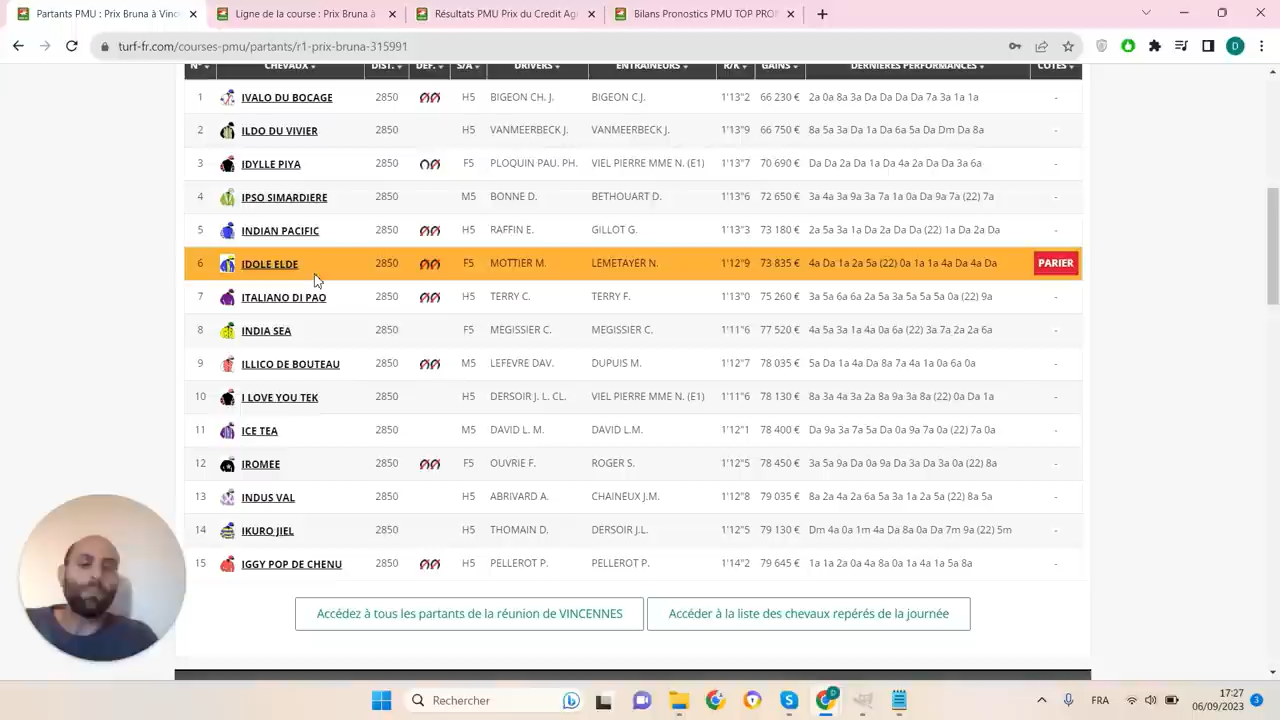 Partants PMU : Prix Bruna à Vinc
Ligne de la course : Prix Bruna à
Résultats PMU Prix du Credit Ag
Bilans Pronostics PMU TOP PRO
turf-fr.com/courses-pmu/partants/r1-prix-bruna-315991
D
N° CHEVAUX DIST. DEF. S/A DRIVERS ENTRAÎNEURS R/K GAINS DERNIÈRES PERFORMANCES COTES
1 IVALO DU BOCAGE 2850 H5 BIGEON CH. J. BIGEON C.J. 1'13"2 66 230 € 2a 0a 8a 3a Da Da Da Da 7a 3a 1a 1a -
2 ILDO DU VIVIER 2850 H5 VANMEERBECK J. VANMEERBECK J. 1'13"9 66 750 € 8a 5a 3a Da 1a Da 6a 5a Da Dm Da 8a -
3 IDYLLE PIYA 2850 F5 PLOQUIN PAU. PH. VIEL PIERRE MME N. (E1) 1'13"7 70 690 € Da Da 2a Da 1a Da 4a 2a Da Da 3a 6a -
4 IPSO SIMARDIERE 2850 M5 BONNE D. BETHOUART D. 1'13"6 72 650 € 3a 4a 3a 9a 3a 7a 1a 0a Da 9a 7a (22) 7a -
5 INDIAN PACIFIC 2850 H5 RAFFIN E. GILLOT G. 1'13"3 73 180 € 2a 5a 3a 1a Da 2a Da Da (22) 1a Da 2a Da -
6 IDOLE ELDE 2850 F5 MOTTIER M. LEMETAYER N. 1'12"9 73 835 € 4a Da 1a 2a 5a (22) 0a 1a 1a 4a Da 4a Da PARIER
7 ITALIANO DI PAO 2850 H5 TERRY C. TERRY F. 1'13"0 75 260 € 3a 5a 6a 6a 2a 5a 3a 5a 5a 5a 0a (22) 9a -
8 INDIA SEA 2850 F5 MEGISSIER C. MEGISSIER C. 1'11"6 77 520 € 4a 5a 3a 1a 4a 0a 6a (22) 3a 7a 2a 2a 6a -
9 ILLICO DE BOUTEAU 2850 M5 LEFEVRE DAV. DUPUIS M. 1'12"7 78 035 € 5a Da 1a 4a Da 8a 7a 4a 1a 0a 6a 0a -
10 I LOVE YOU TEK 2850 H5 DERSOIR J. L. CL. VIEL PIERRE MME N. (E1) 1'11"6 78 130 € 8a 3a 4a 3a 2a 8a 9a 3a 8a (22) 0a Da 1a -
11 ICE TEA 2850 M5 DAVID L. M. DAVID L.M. 1'12"1 78 400 € Da 9a 3a 7a 5a Da 0a 9a 7a 0a (22) 7a 0a -
12 IROMEE 2850 F5 OUVRIE F. ROGER S. 1'12"5 78 450 € 3a 5a 9a Da 0a 9a Da 3a Da 3a 0a (22) 8a -
13 INDUS VAL 2850 H5 ABRIVARD A. CHAINEUX J.M. 1'12"8 79 035 € 8a 2a 4a 2a 6a 5a 3a 1a 2a 5a (22) 8a 5a -
14 IKURO JIEL 2850 H5 THOMAIN D. DERSOIR J.L. 1'12"5 79 130 € Dm 4a 0a 1m 4a Da 8a 0a Da 7m 9a (22) 5m -
15 IGGY POP DE CHENU 2850 H5 PELLEROT P. PELLEROT P. 1'14"2 79 645 € 1a 1a 2a 0a 4a 8a 0a 1a 4a 1a 5a 8a -
Accédez à tous les partants de la réunion de VINCENNES
Accéder à la liste des chevaux repérés de la journée
Rechercher
FRA
17:27
06/09/2023
3